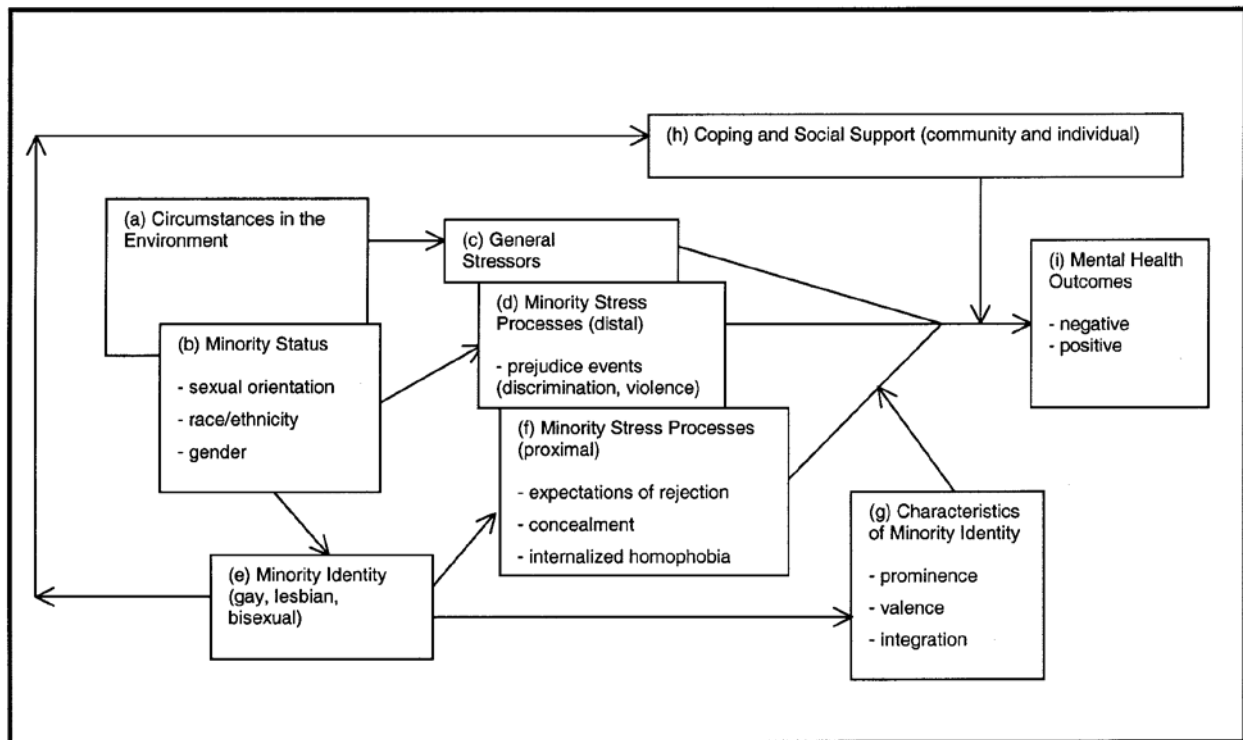 (h) Coping and Social Support (community and individual)
(a) Circumstances in the
Environment
(c) General
Stressors
(i) Mental Health
Outcomes
- negative
- positive
(d) Minority Stress
Processes (distal)
- prejudice events
(discrimination, violence)
(b) Minority Status
- sexual orientation
- race/ethnicity
- gender
(f) Minority Stress Processes
(proximal)
- expectations of rejection
- concealment
- internalized homophobia
(g) Characteristics
of Minority Identity
- prominence
- valence
- integration
(e) Minority Identity
(gay, lesbian,
bisexual)